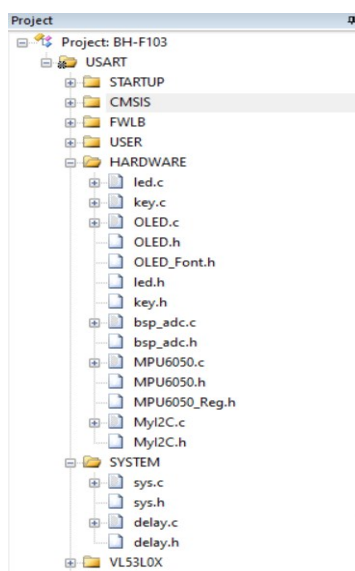 Project
Project: BH-F103
USART
STARTUP
CMSIS
FWLB
USER
HARDWARE
led.c
key.c
OLED.c
OLED.h
OLED_Font.h
led.h
key.h
bsp_adc.c
bsp_adc.h
MPU6050.c
MPU6050.h
MPU6050_Reg.h
MyI2C.c
MyI2C.h
SYSTEM
sys.c
sys.h
delay.c
delay.h
VL53L0X